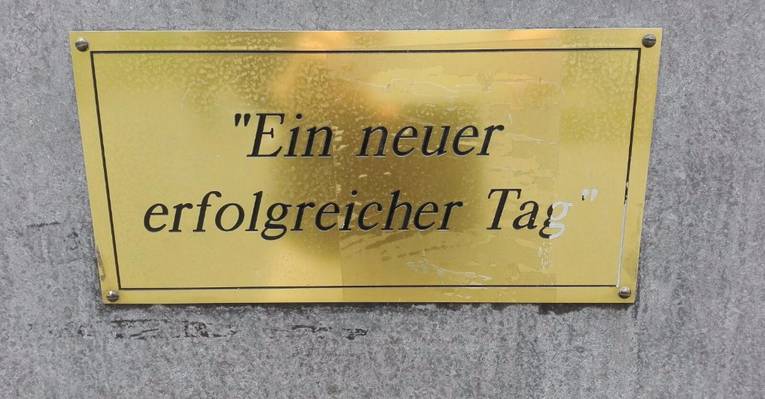 "Ein neuer
erfolgreicher Tag"